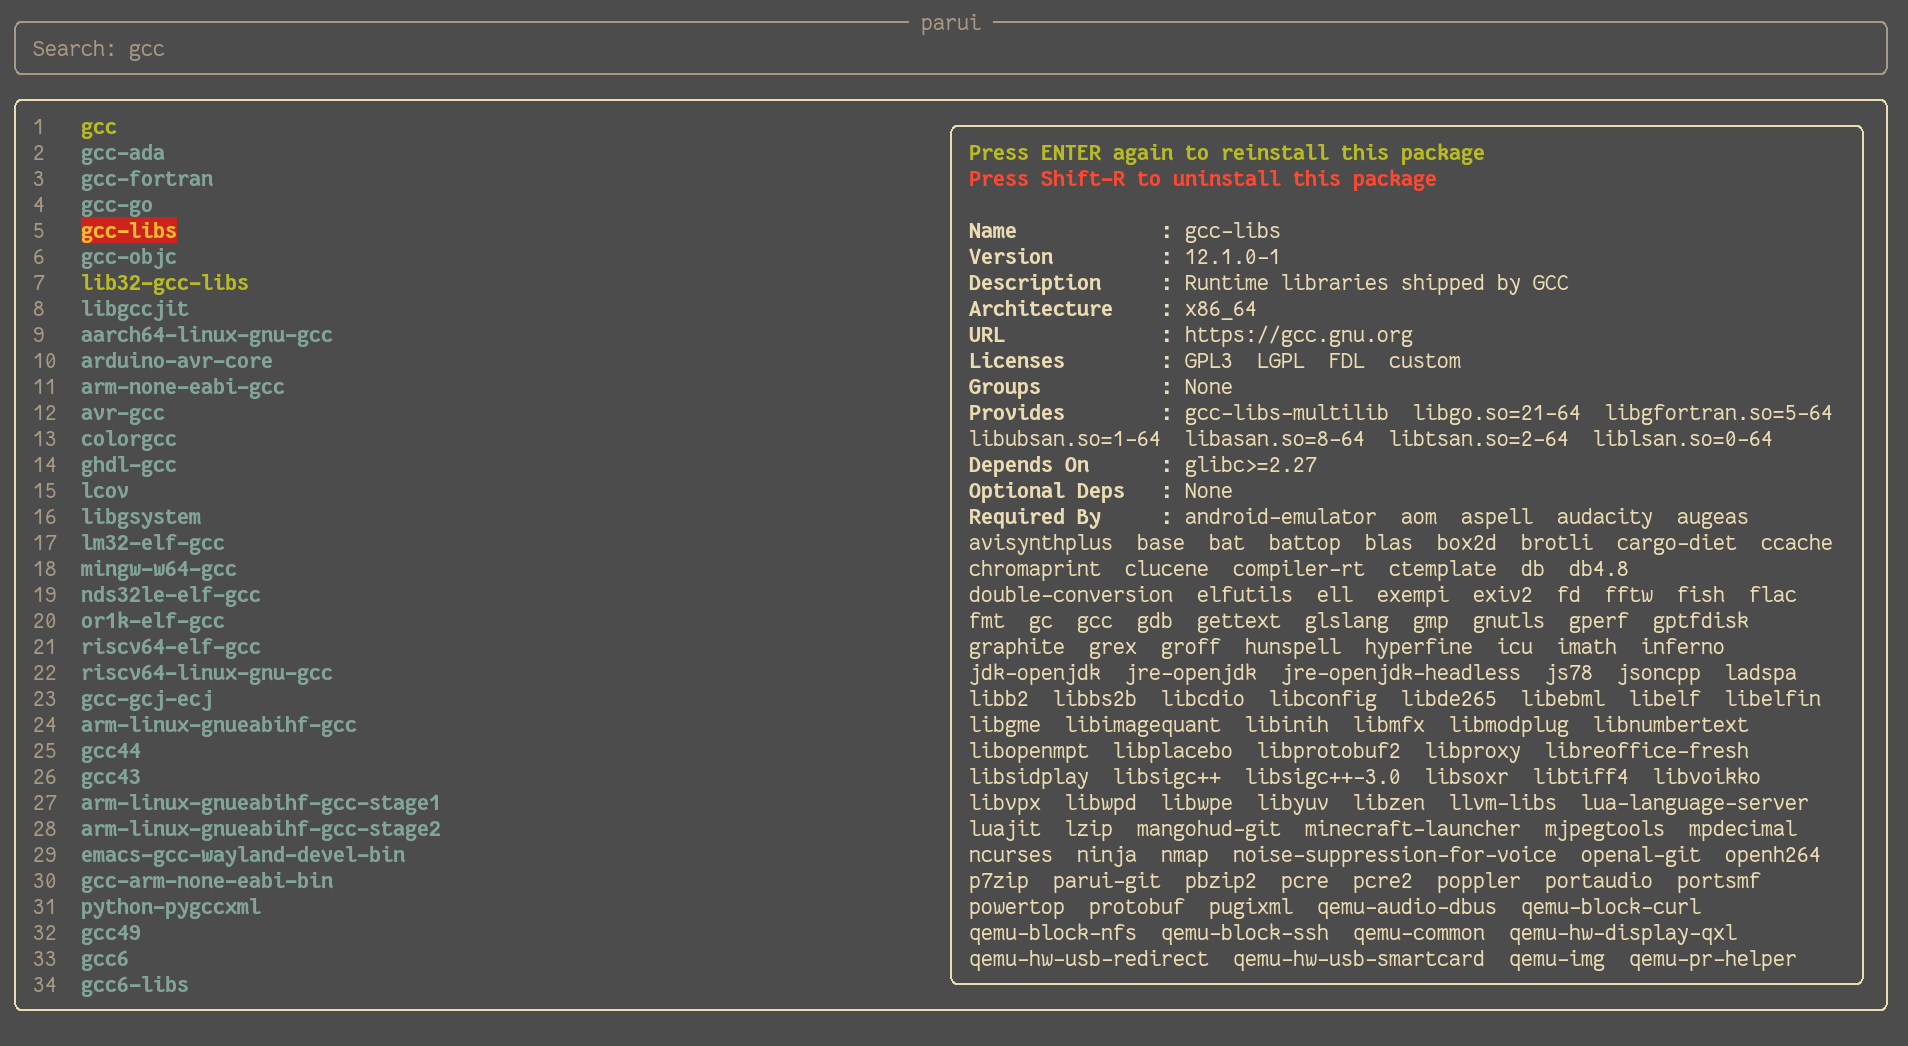 parui
Search: gcc
1 gcc
2 gcc-ada
3 gcc-fortran
4 gcc-go
5 gcc-libs
6 gcc-objc
7 lib32-gcc-libs
8 libgccjit
9 aarch64-linux-gnu-gcc
10 arduino-avr-core
11 arm-none-eabi-gcc
12 avr-gcc
13 colorgcc
14 ghdl-gcc
15 lcov
16 libgsystem
17 lm32-elf-gcc
18 mingw-w64-gcc
19 nds32le-elf-gcc
20 or1k-elf-gcc
21 riscv64-elf-gcc
22 riscv64-linux-gnu-gcc
23 gcc-gcj-ecj
24 arm-linux-gnueabihf-gcc
25 gcc44
26 gcc43
27 arm-linux-gnueabihf-gcc-stage1
28 arm-linux-gnueabihf-gcc-stage2
29 emacs-gcc-wayland-devel-bin
30 gcc-arm-none-eabi-bin
31 python-pygccxml
32 gcc49
33 gcc6
34 gcc6-libs
Press ENTER again to reinstall this package
Press Shift-R to uninstall this package
Name : gcc-libs
Version : 12.1.0-1
Description : Runtime libraries shipped by GCC
Architecture : x86_64
URL : https://gcc.gnu.org
Licenses : GPL3 LGPL FDL custom
Groups : None
Provides : gcc-libs-multilib libgo.so=21-64 libgfortran.so=5-64
libubsan.so=1-64 libasan.so=8-64 libtsan.so=2-64 liblsan.so=0-64
Depends On : glibc>=2.27
Optional Deps : None
Required By : android-emulator aom aspell audacity augeas
avisynthplus base bat battop blas box2d brotli cargo-diet ccache
chromaprint clucene compiler-rt ctemplate db db4.8
double-conversion elfutils ell exempi exiv2 fd fftw fish flac
fmt gc gcc gdb gettext glslang gmp gnutls gperf gptfdisk
graphite grex groff hunspell hyperfine icu imath inferno
jdk-openjdk jre-openjdk jre-openjdk-headless js78 jsoncpp ladspa
libb2 libbs2b libcdio libconfig libde265 libebml libelf libelfin
libgme libimagequant libinih libmfx libmodplug libnumbertext
libopenmpt libplacebo libprotobuf2 libproxy libreoffice-fresh
libsidplay libsigc++ libsigc++-3.0 libsoxr libtiff4 libvoikko
libvpx libwpd libwpe libyuv libzen llvm-libs lua-language-server
luajit lzip mangohud-git minecraft-launcher mjpegtools mpdecimal
ncurses ninja nmap noise-suppression-for-voice openal-git openh264
p7zip parui-git pbzip2 pcre pcre2 poppler portaudio portsmf
powertop protobuf pugixml qemu-audio-dbus qemu-block-curl
qemu-block-nfs qemu-block-ssh qemu-common qemu-hw-display-qxl
qemu-hw-usb-redirect qemu-hw-usb-smartcard qemu-img qemu-pr-helper